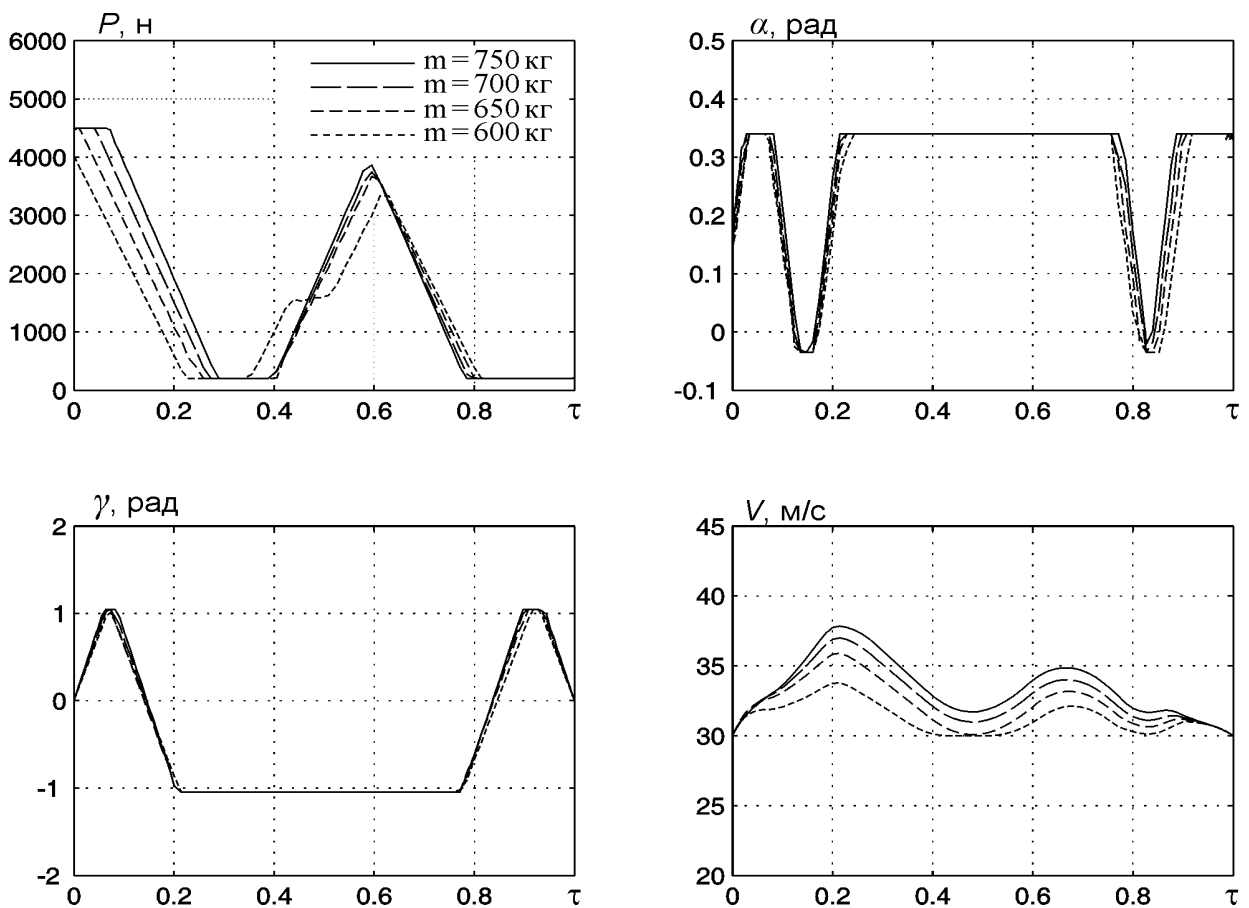 P, н
6000
5000
4000
3000
2000
1000
0
m = 750 кг
m = 700 кг
m = 650 кг
m = 600 кг
0 0.2 0.4 0.6 0.8 τ
α, рад
0.5
0.4
0.3
0.2
0.1
0
-0.1
0 0.2 0.4 0.6 0.8 τ
γ, рад
2
1
0
-1
-2
0 0.2 0.4 0.6 0.8 τ
V, м/с
45
40
35
30
25
20
0 0.2 0.4 0.6 0.8 τ